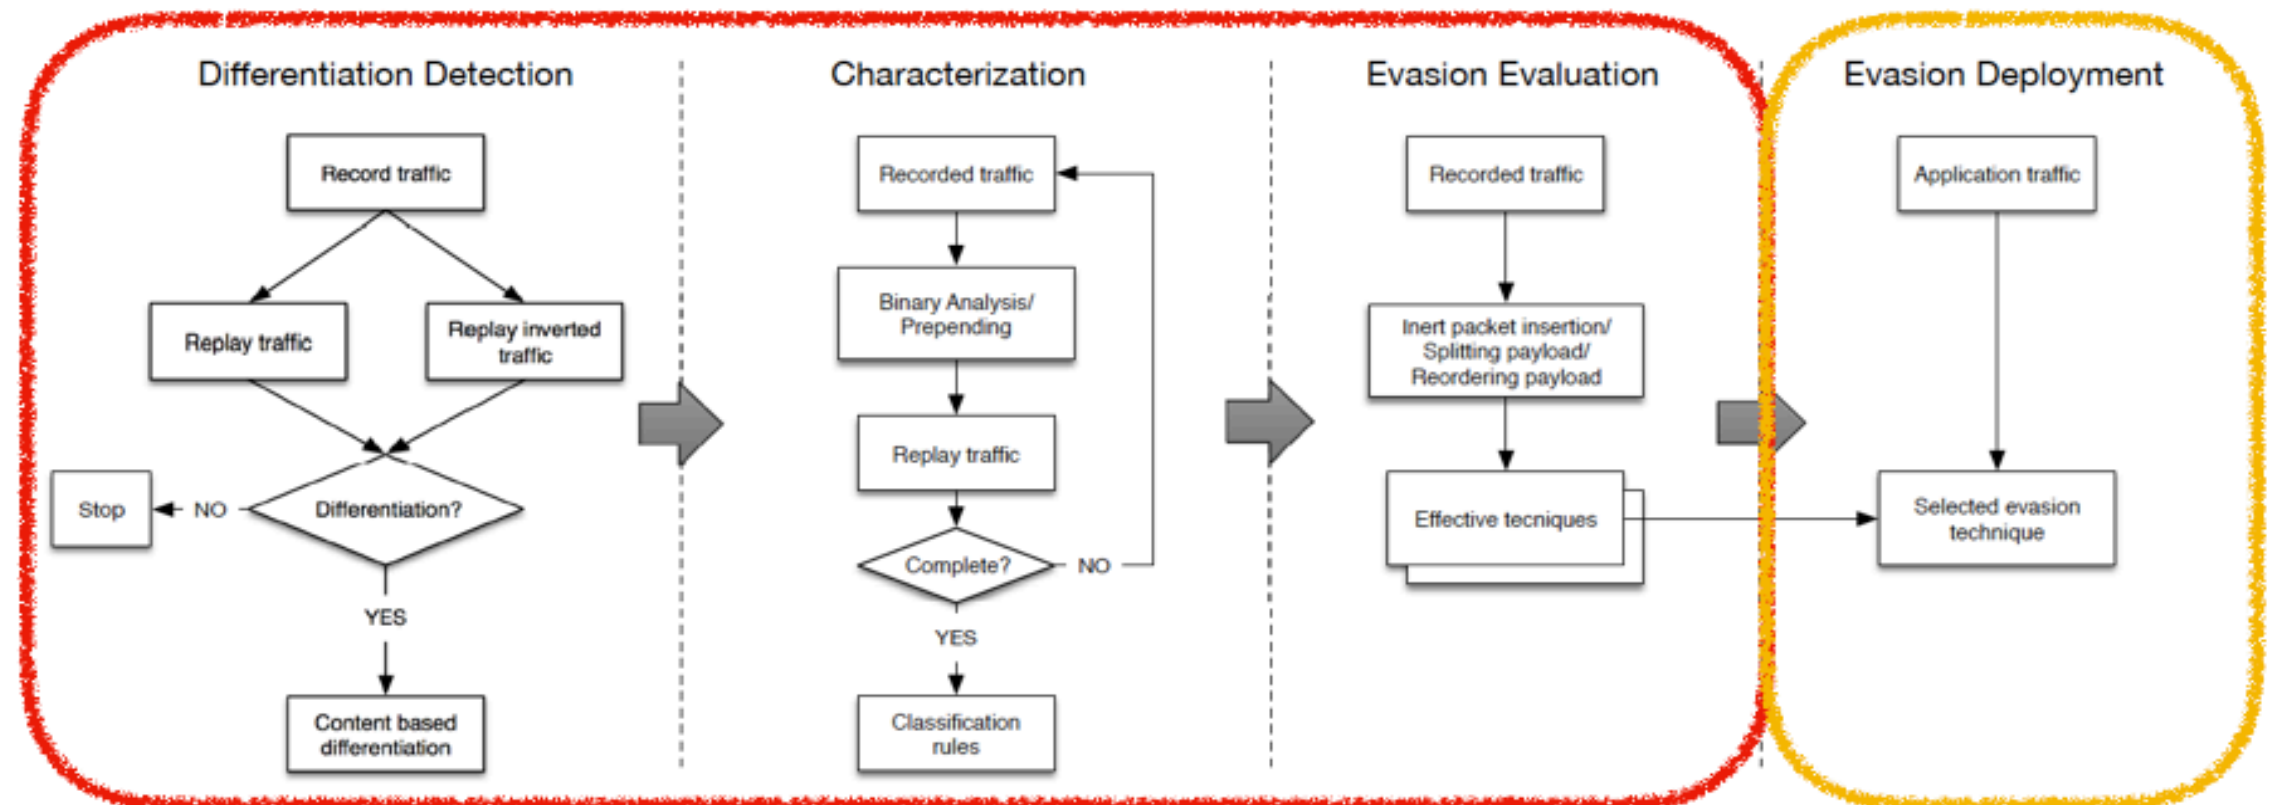 Differentiation Detection
Record traffic
Replay traffic
Replay inverted
traffic
Differentiation?
NO
Stop
YES
Content based
differentiation
Characterization
Recorded traffic
Binary Analysis/
Prepending
Replay traffic
Complete?
NO
YES
Classification
rules
Evasion Evaluation
Recorded traffic
Inert packet insertion/
Splitting payload/
Reordering payload
Effective tecniques
Evasion Deployment
Application traffic
Selected evasion
technique